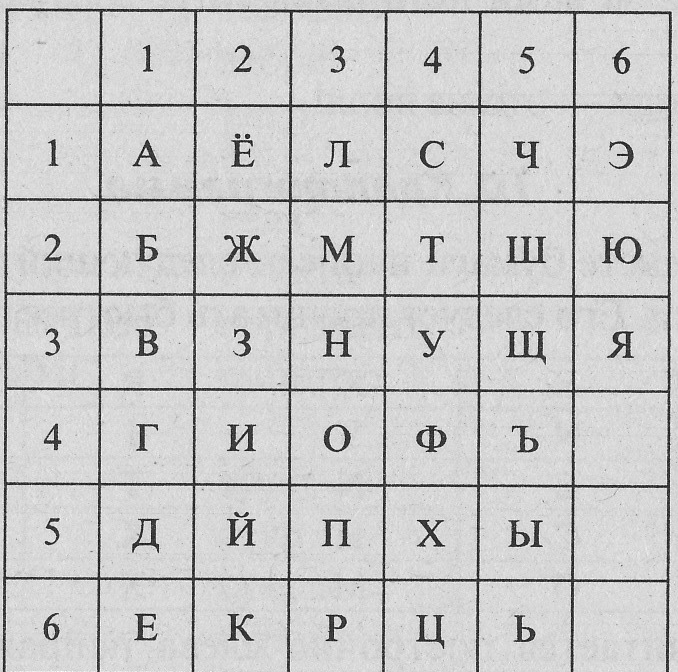 1 2 3 4 5 6
1 А Ё Л С Ч Э
2 Б Ж М Т Ш Ю
3 В З Н У Щ Я
4 Г И О Ф Ъ
5 Д Й П Х Ы
6 Е К Р Ц Ь